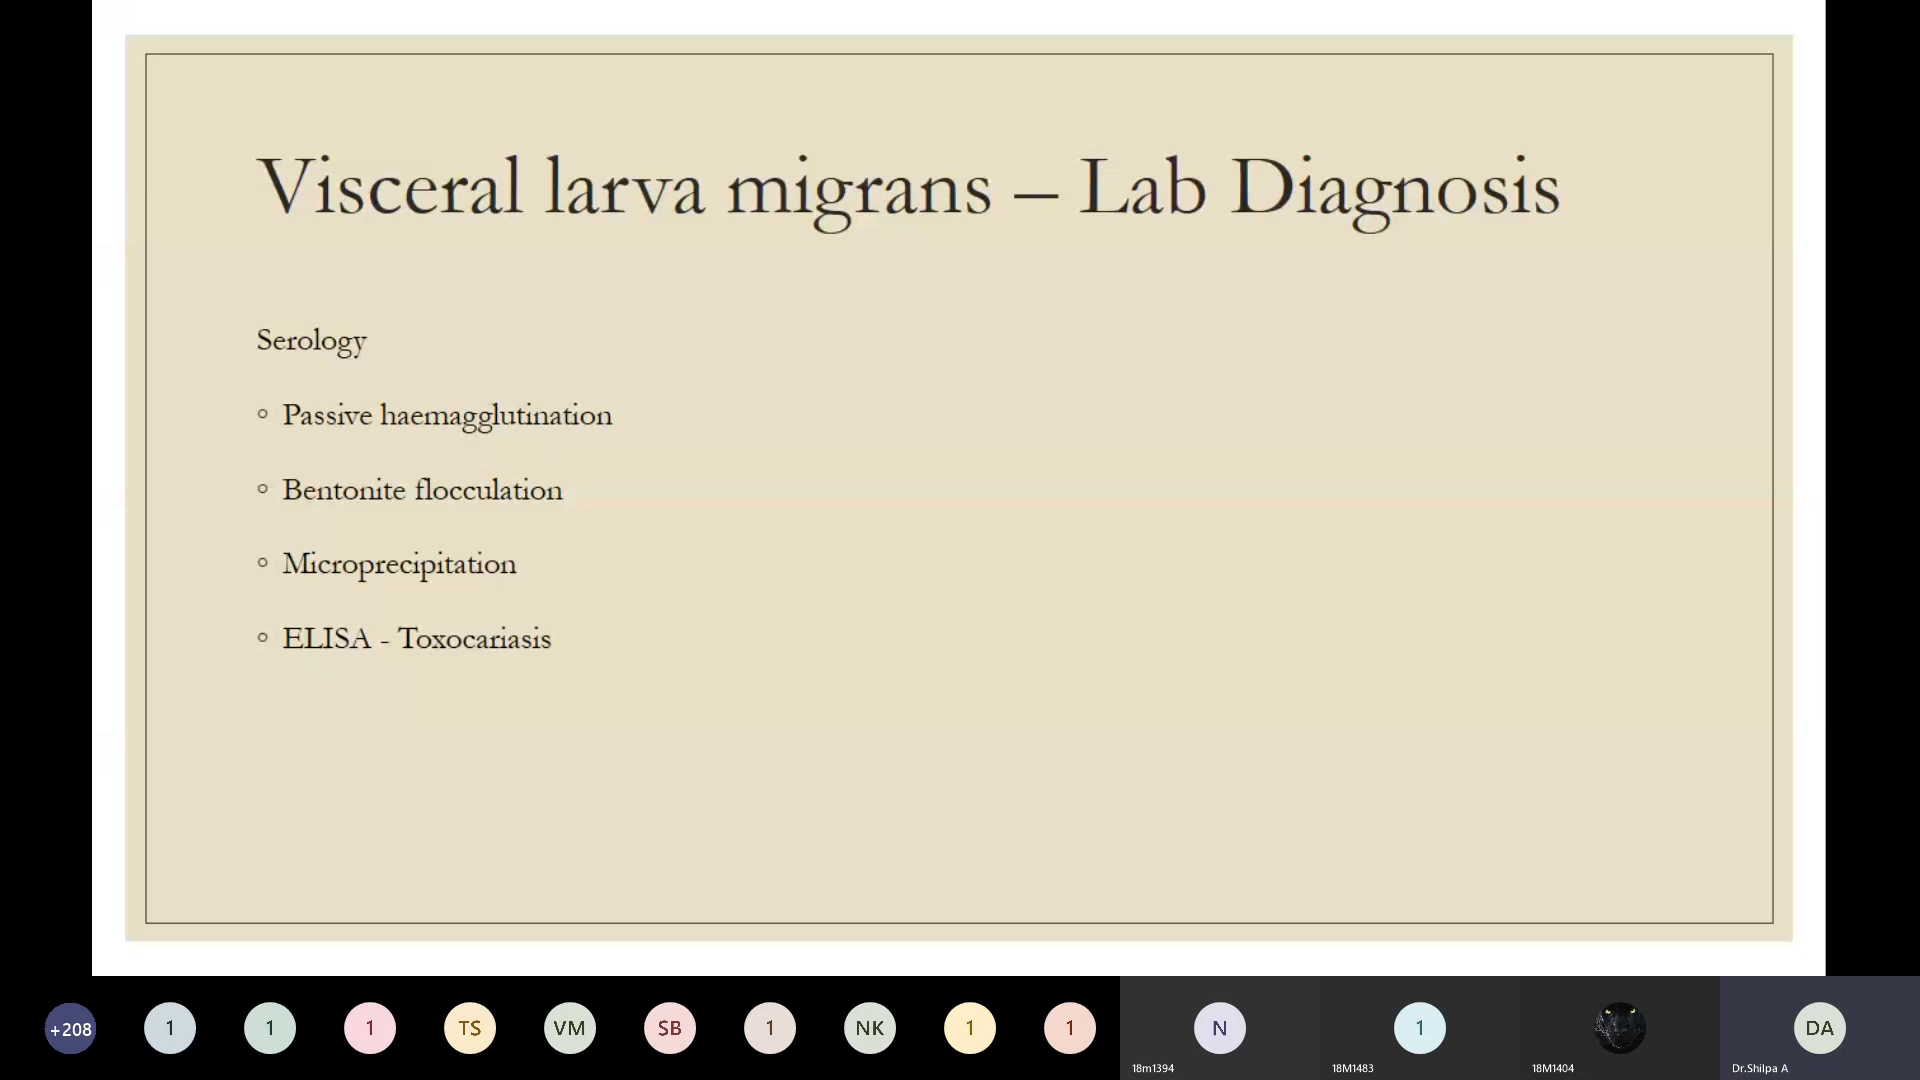 Visceral larva migrans – Lab Diagnosis
Serology
◦ Passive haemagglutination
◦ Bentonite flocculation
◦ Microprecipitation
◦ ELISA - Toxocariasis
+208
1
1
1
TS
VM
SB
1
NK
1
1
N
1
DA
18m1394
18M1483
18M1404
Dr.Shilpa A